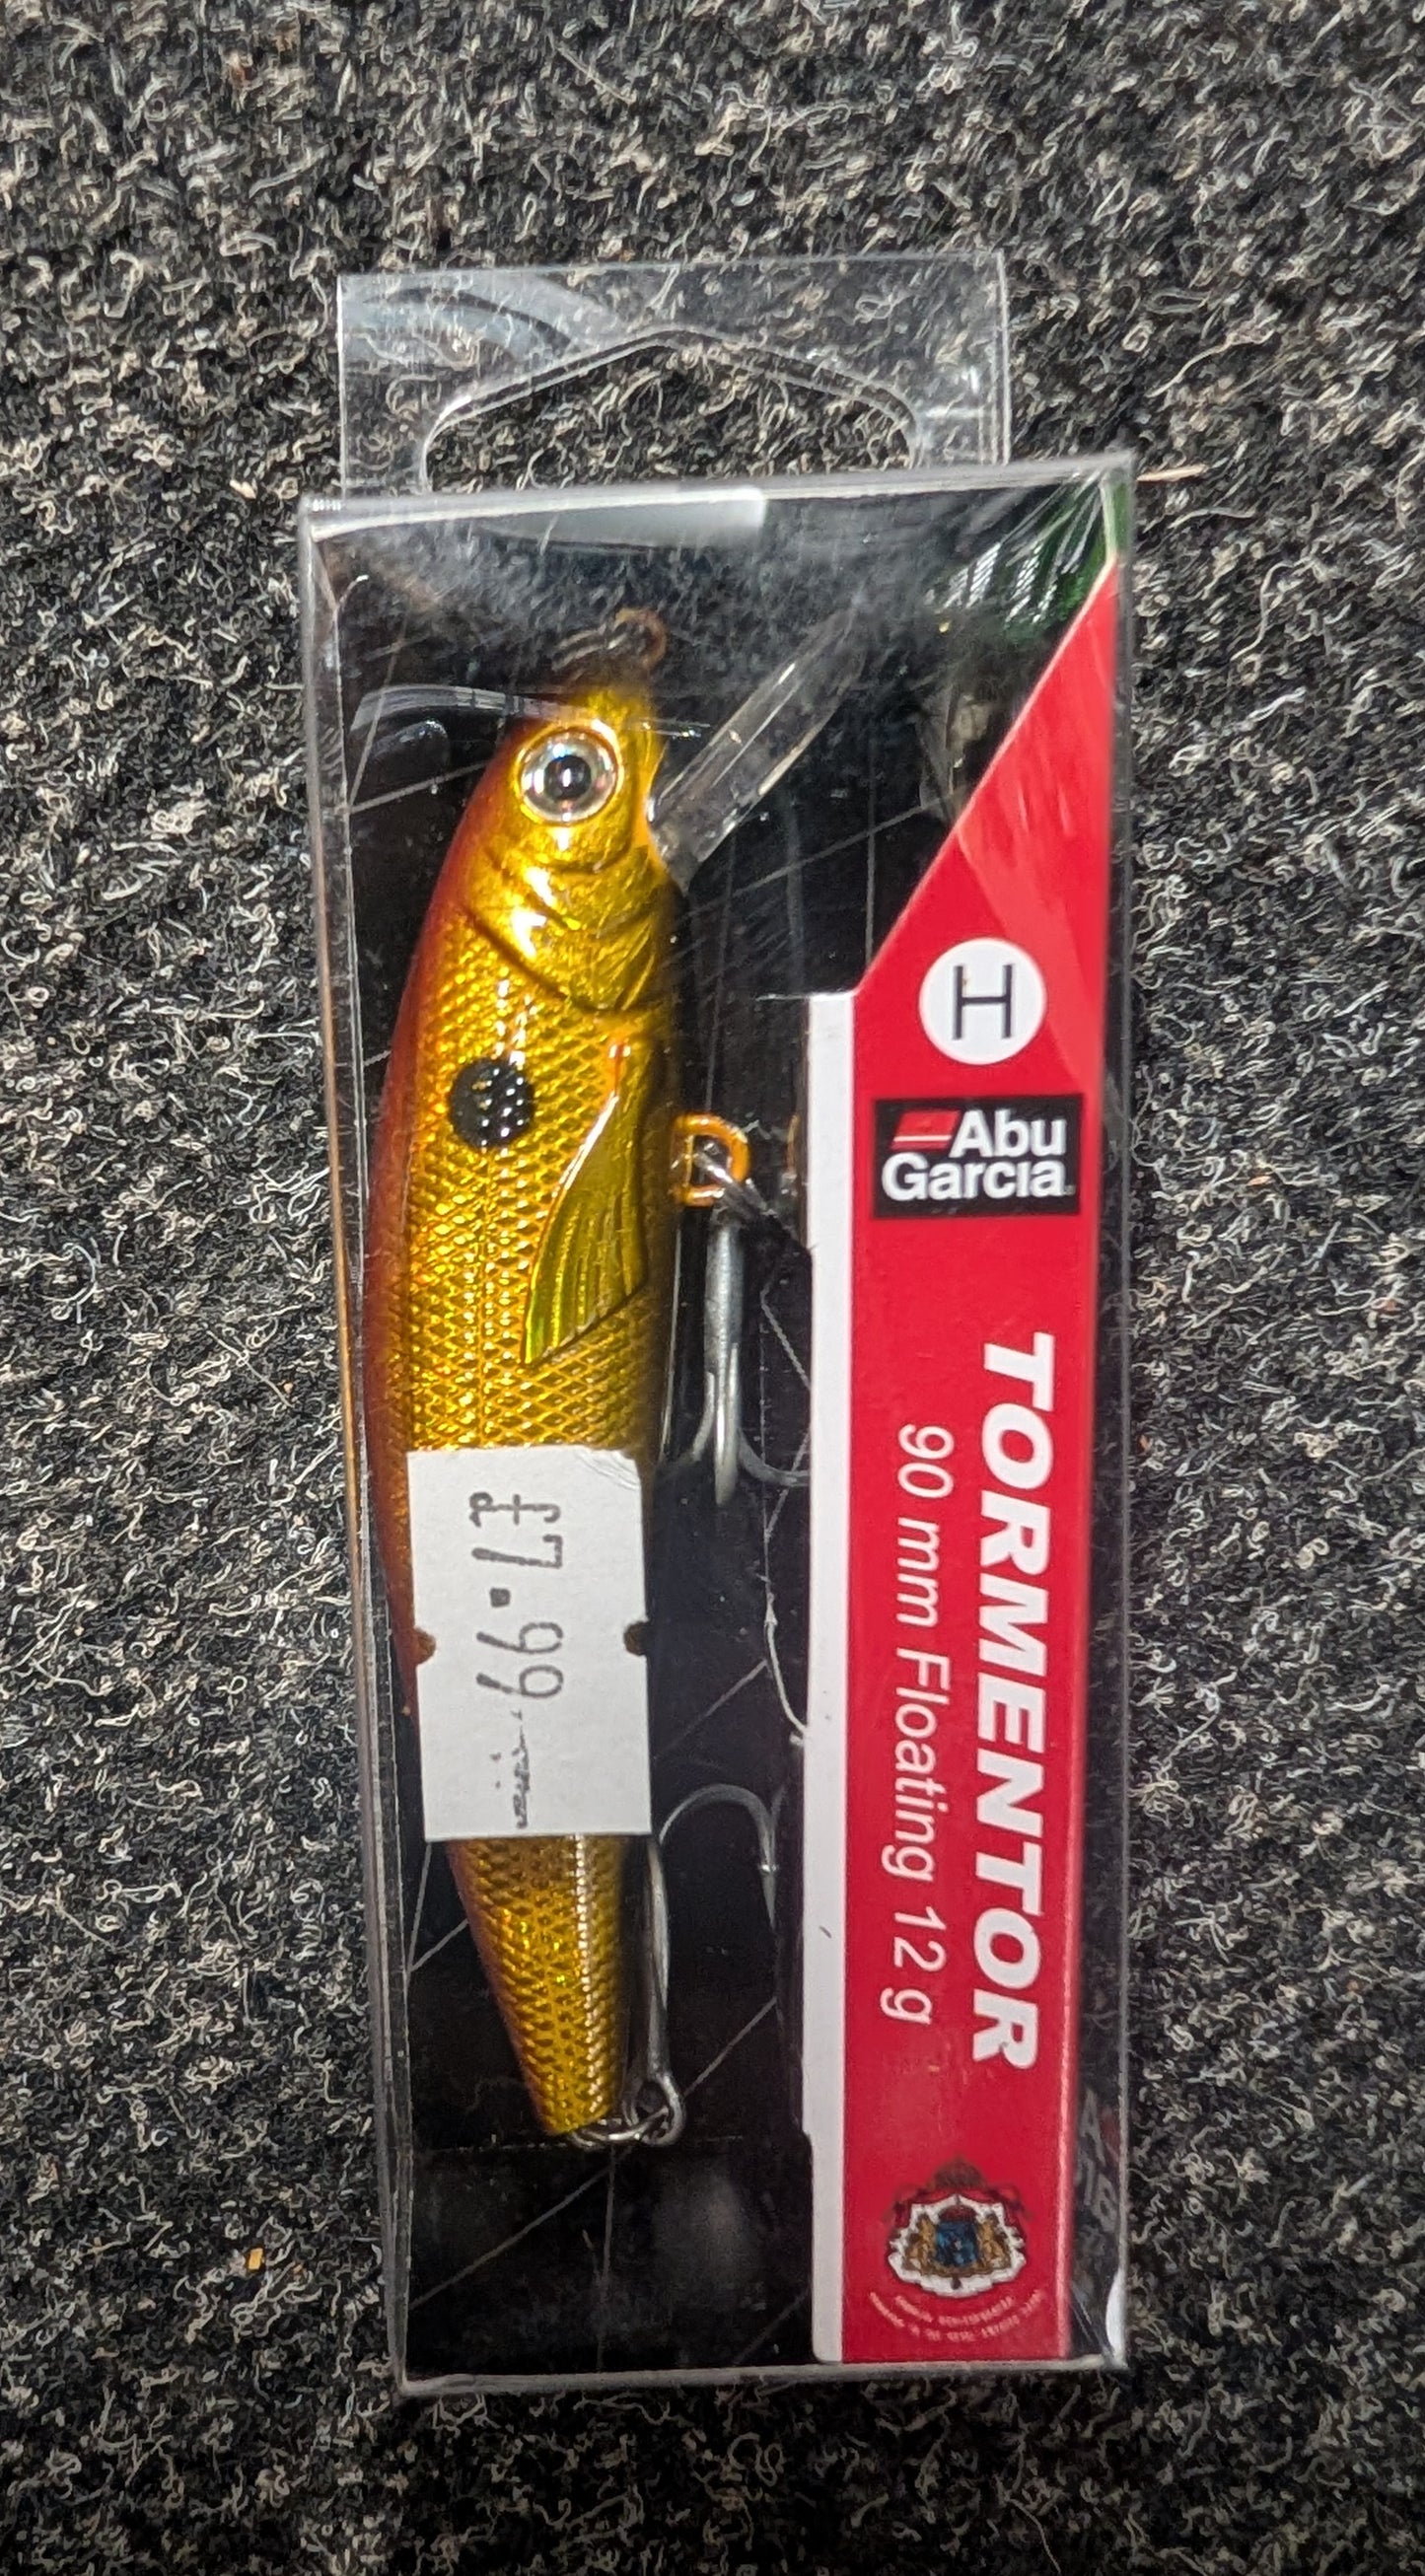 H
Abu
Garcia
TORMENTOR
90 mm Floating 12 g
£7.99